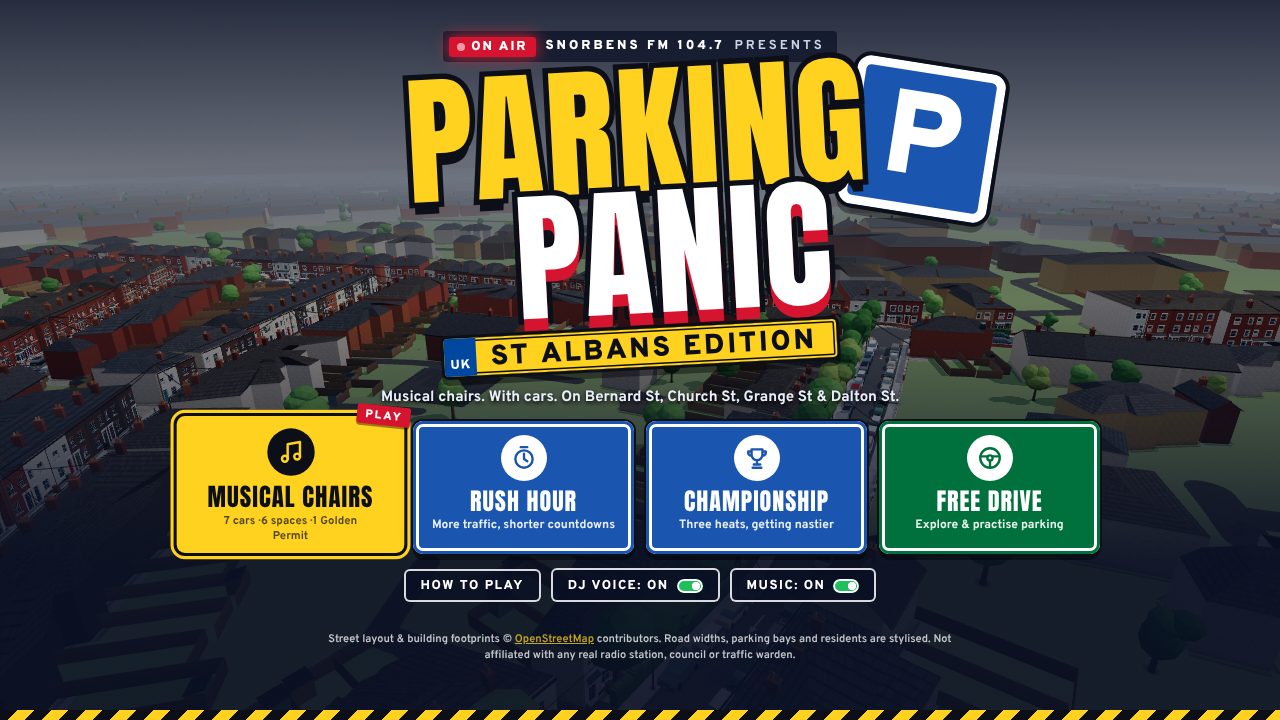 ON AIR SNORBENS FM 104.7 PRESENTS
PARKING
P
PANIC
UK ST ALBANS EDITION
Musical chairs. With cars. On Bernard St, Church St, Grange St & Dalton St.
PLAY
MUSICAL CHAIRS
7 cars · 6 spaces · 1 Golden
Permit
RUSH HOUR
More traffic, shorter countdowns
CHAMPIONSHIP
Three heats, getting nastier
FREE DRIVE
Explore & practise parking
HOW TO PLAY
DJ VOICE: ON
MUSIC: ON
Street layout & building footprints © OpenStreetMap contributors. Road widths, parking bays and residents are stylised. Not
affiliated with any real radio station, council or traffic warden.